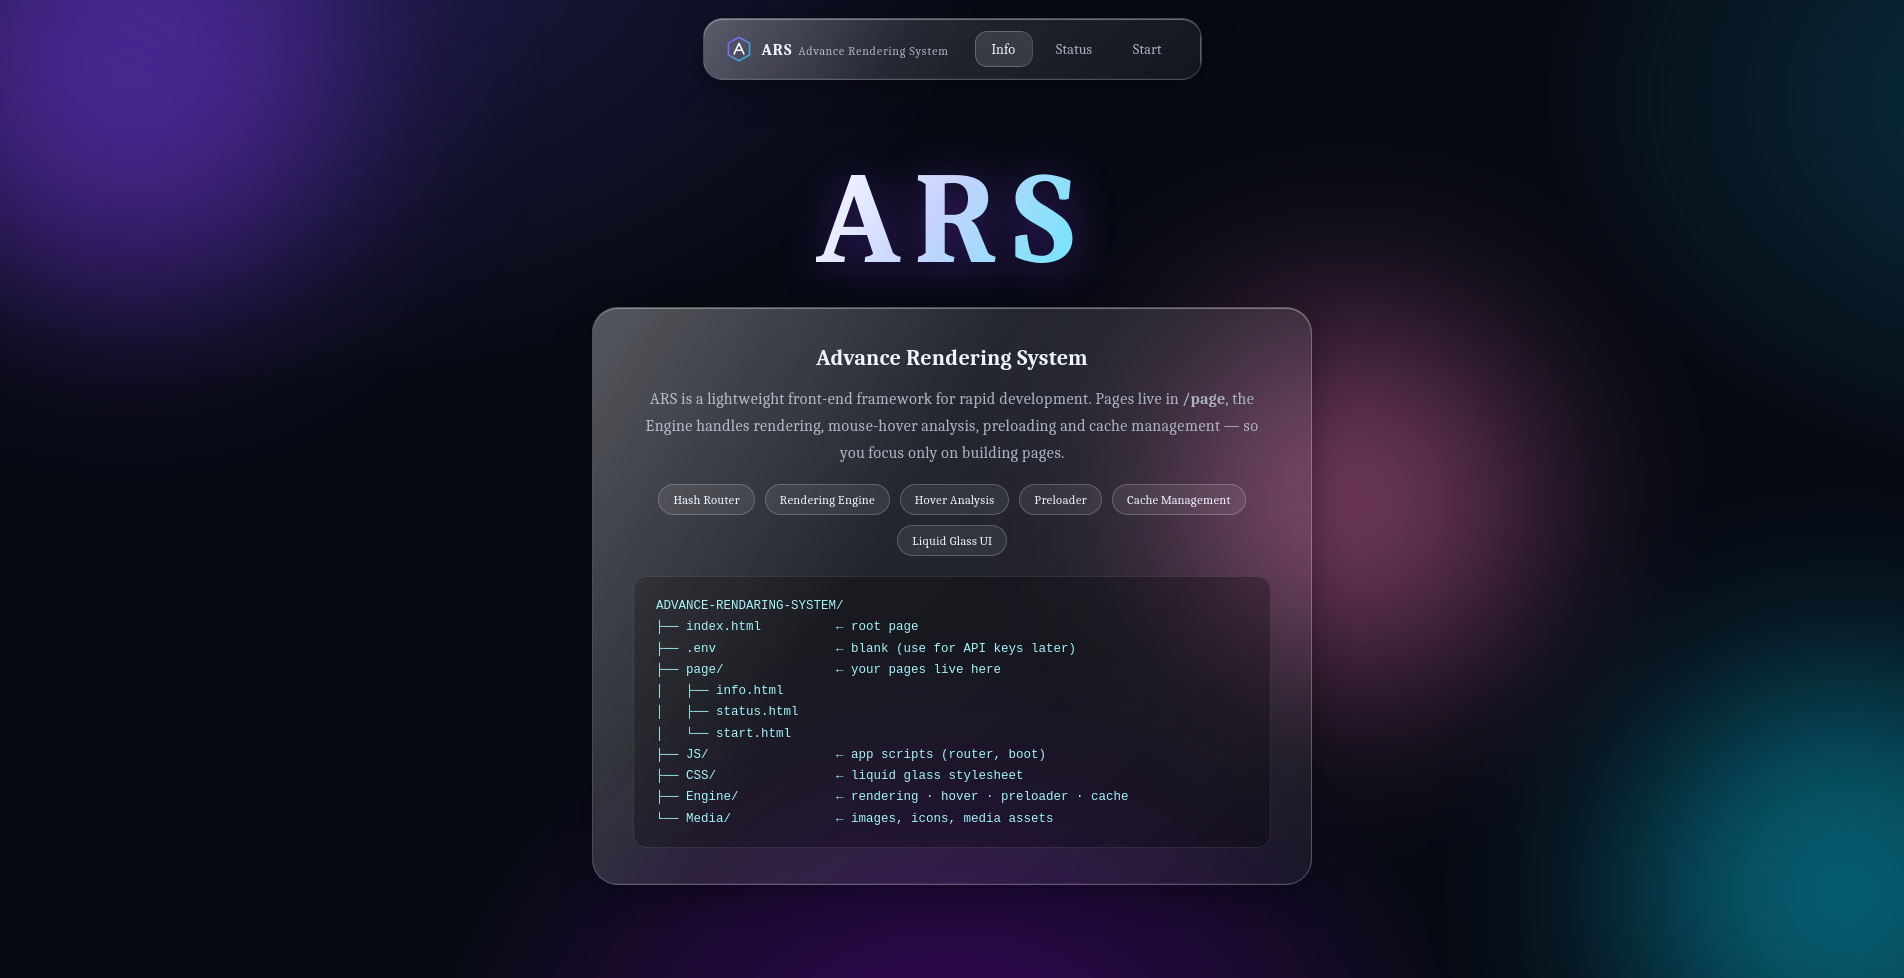 ARS Advance Rendering System Info Status Start
ARS
Advance Rendering System
ARS is a lightweight front-end framework for rapid development. Pages live in /page, the
Engine handles rendering, mouse-hover analysis, preloading and cache management — so
you focus only on building pages.
Hash Router Rendering Engine Hover Analysis Preloader Cache Management
Liquid Glass UI
ADVANCE-RENDARING-SYSTEM/
├── index.html          ← root page
├── .env                ← blank (use for API keys later)
├── page/               ← your pages live here
│   ├── info.html
│   ├── status.html
│   └── start.html
├── JS/                 ← app scripts (router, boot)
├── CSS/                ← liquid glass stylesheet
├── Engine/             ← rendering · hover · preloader · cache
└── Media/              ← images, icons, media assets